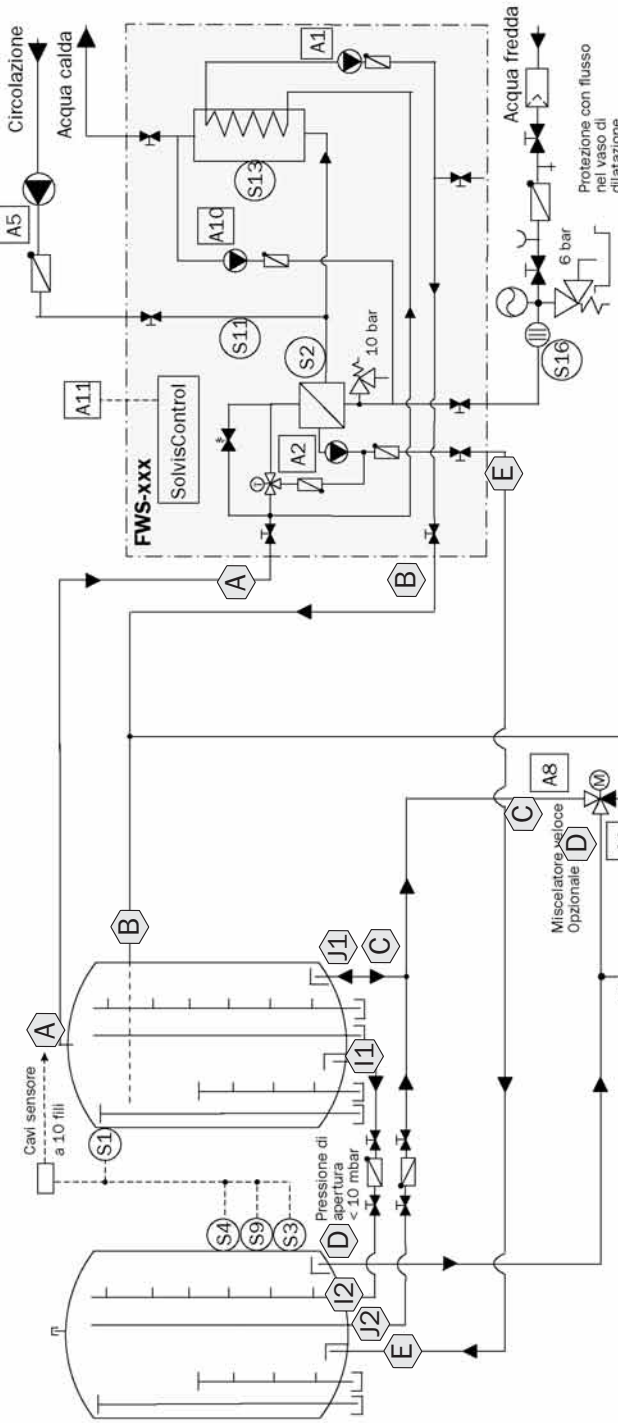 Circolazione
Acqua calda
A5
A1
S13
A10
S11
S2
10 bar
A11
SolvisControl
A2
FWS-xxx
Acqua fredda
Protezione con flusso
nel vaso di
dilatazione
6 bar
S16
E
A
B
A8
C
Miscelatore veloce
Opzionale
D
M
B
A
J1
C
I1
Cavi sensore
a 10 fili
S1
Pressione di
apertura
< 10 mbar
S4
S9
S3
D
I2
J2
E